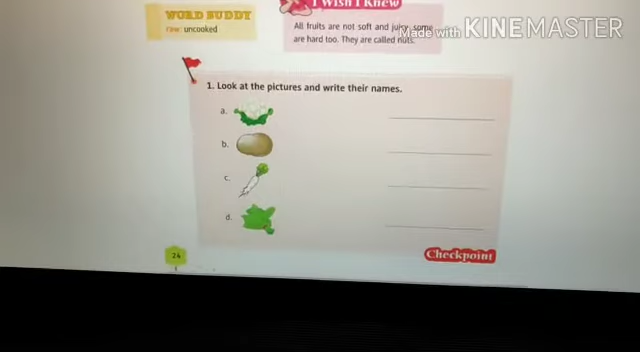 WORD BUDDY
raw: uncooked
I Wish I Knew
All fruits are not soft and juicy, some
are hard too. They are called nuts.
Made with KINEMASTER
1. Look at the pictures and write their names.
a.
b.
c.
d.
24
Checkpoint